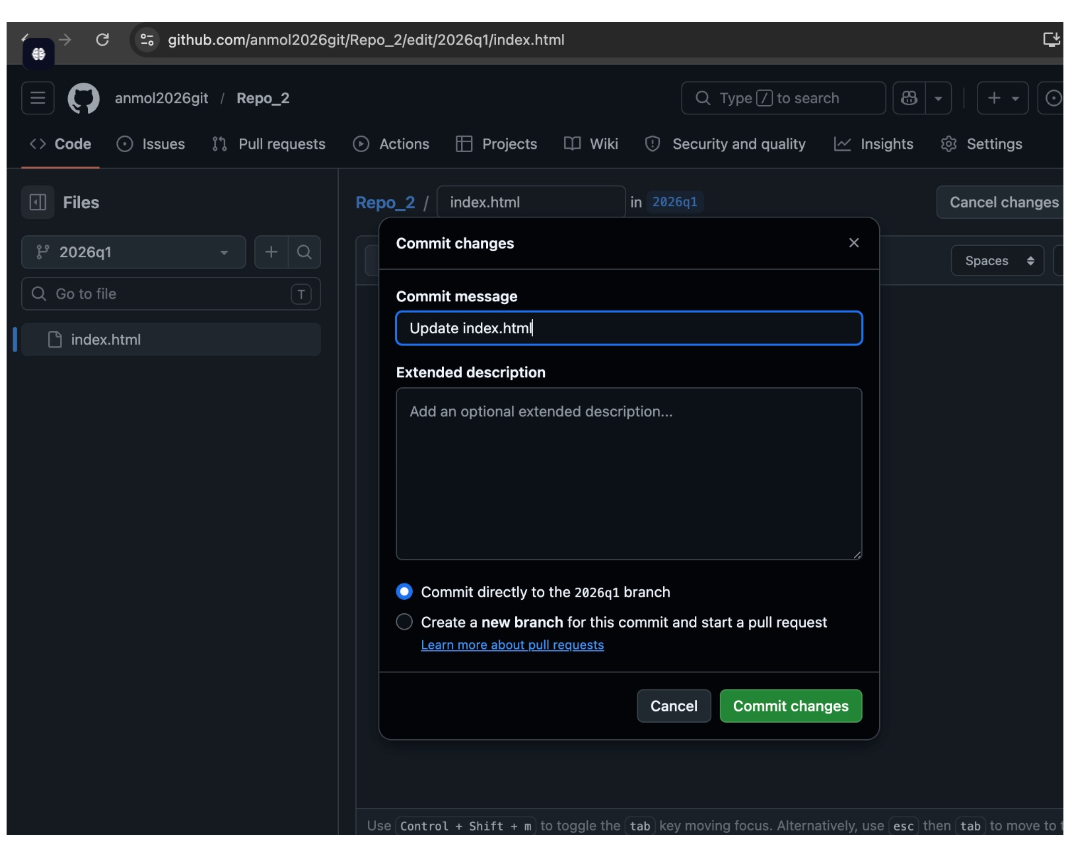 github.com/anmol2026git/Repo_2/edit/2026q1/index.html
anmol2026git / Repo_2
Type / to search
Code Issues Pull requests Actions Projects Wiki Security and quality Insights Settings
Files
Repo_2 / index.html in 2026q1
Cancel changes
2026q1
Spaces
Go to file T
index.html
Commit changes
Commit message
Update index.html
Extended description
Add an optional extended description...
Commit directly to the 2026q1 branch
Create a new branch for this commit and start a pull request
Learn more about pull requests
Cancel Commit changes
Use Control + Shift + m to toggle the tab key moving focus. Alternatively, use esc then tab to move to